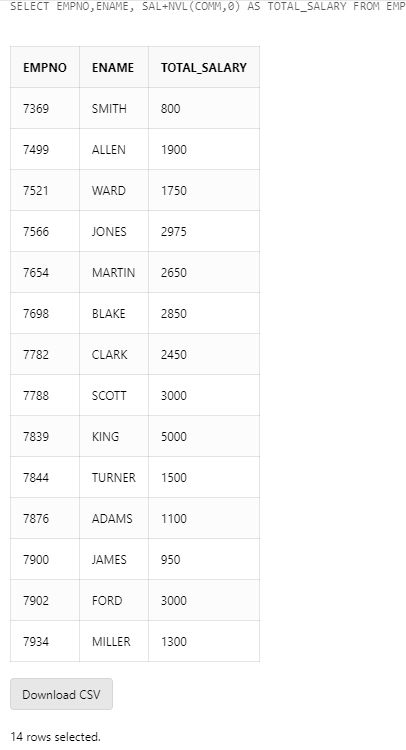 SELECT EMPNO,ENAME, SAL+NVL(COMM,0) AS TOTAL_SALARY FROM EMP
EMPNO ENAME TOTAL_SALARY
7369 SMITH 800
7499 ALLEN 1900
7521 WARD 1750
7566 JONES 2975
7654 MARTIN 2650
7698 BLAKE 2850
7782 CLARK 2450
7788 SCOTT 3000
7839 KING 5000
7844 TURNER 1500
7876 ADAMS 1100
7900 JAMES 950
7902 FORD 3000
7934 MILLER 1300
Download CSV
14 rows selected.